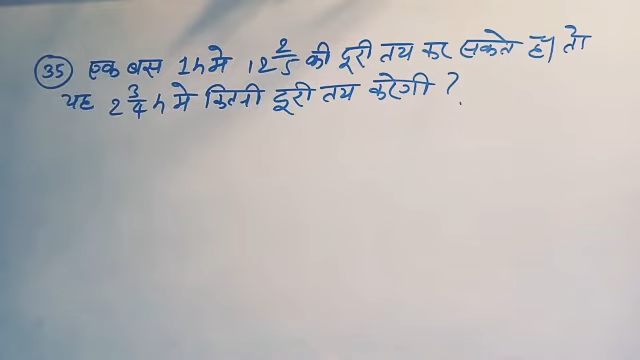 (35) एक बस 1h मे 12 2/5 की दूरी तय कर सकते है। तो
यह 2 3/4 h मे कितनी दूरी तय करेगी ?